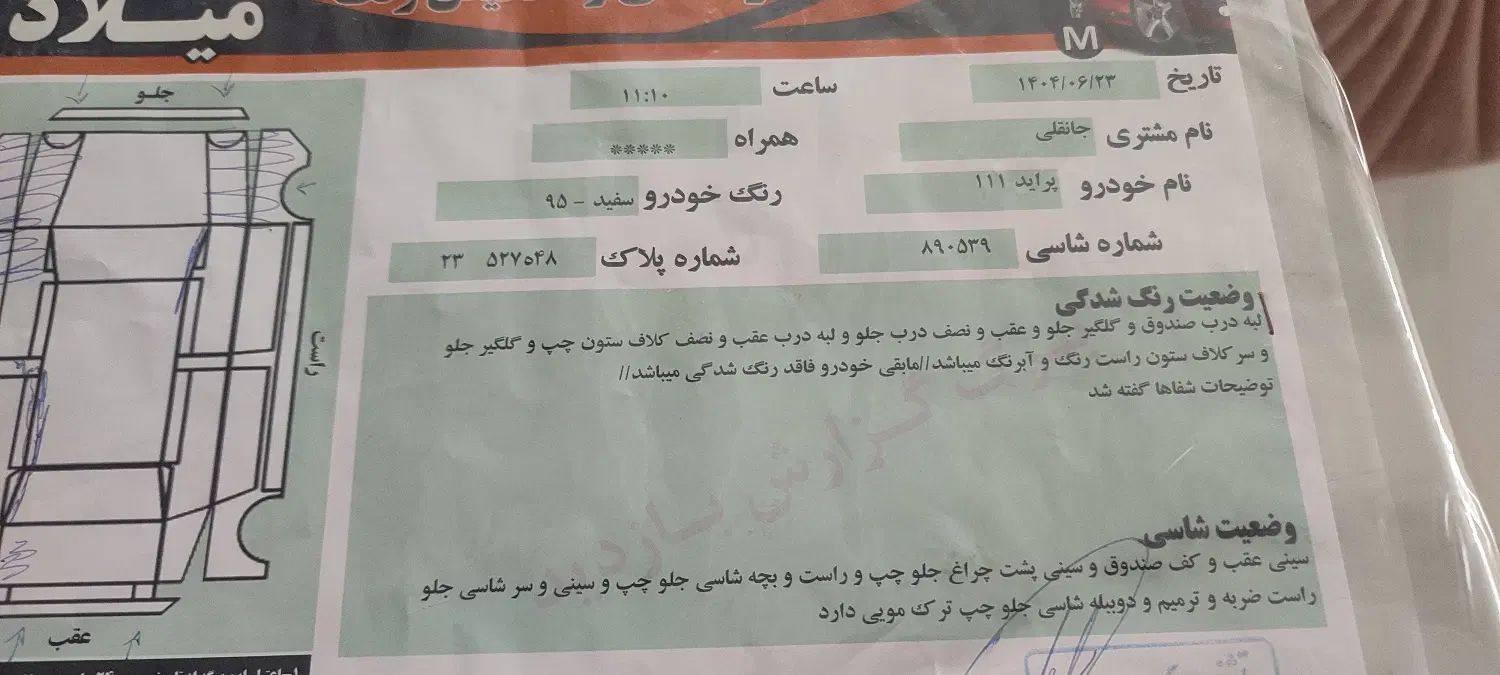 میلاد
M
تاریخ ۱۴۰۴/۰۶/۲۳ ساعت ۱۱:۱۰
نام مشتری جانقلی همراه *****
نام خودرو پراید ۱۱۱ رنگ خودرو سفید - ۹۵
شماره شاسی ۸۹۰۵۳۹ شماره پلاک ۵۲۷ه۴۸ ۲۳
وضعیت رنگ شدگی
لبه درب صندوق و گلگیر جلو و عقب و نصف درب جلو و لبه درب عقب و نصف کلاف ستون چپ و گلگیر جلو
و سر کلاف ستون راست رنگ و آبرنگ میباشد//مابقی خودرو فاقد رنگ شدگی میباشد//
توضیحات شفاها گفته شد
گزارش بازدید
وضعیت شاسی
سینی عقب و کف صندوق و سینی پشت چراغ جلو چپ و راست و بچه شاسی جلو چپ و سینی و سر شاسی جلو
راست ضربه و ترمیم و دوبیله شاسی جلو چپ ترک مویی دارد
جلو
راست
عقب